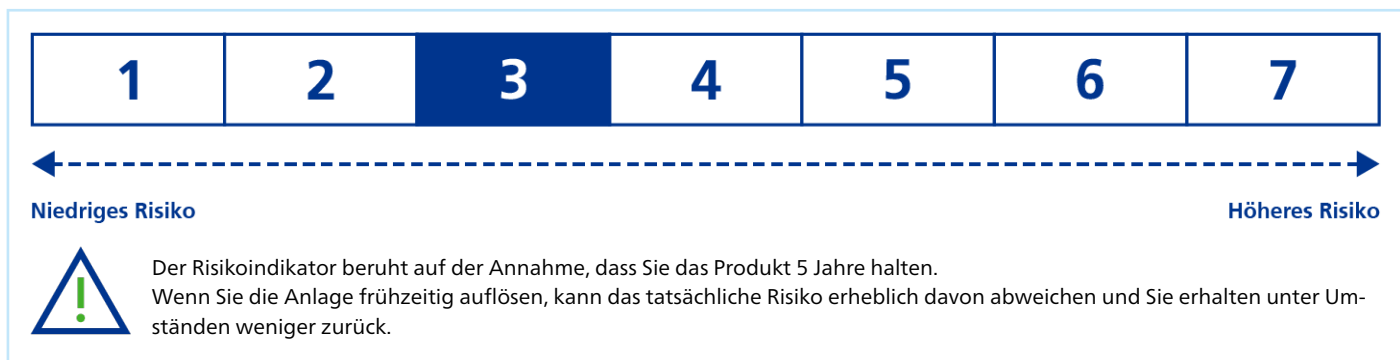 1 2 3 4 5 6 7
Niedriges Risiko Höheres Risiko
Der Risikoindikator beruht auf der Annahme, dass Sie das Produkt 5 Jahre halten.
Wenn Sie die Anlage frühzeitig auflösen, kann das tatsächliche Risiko erheblich davon abweichen und Sie erhalten unter Um-
ständen weniger zurück.